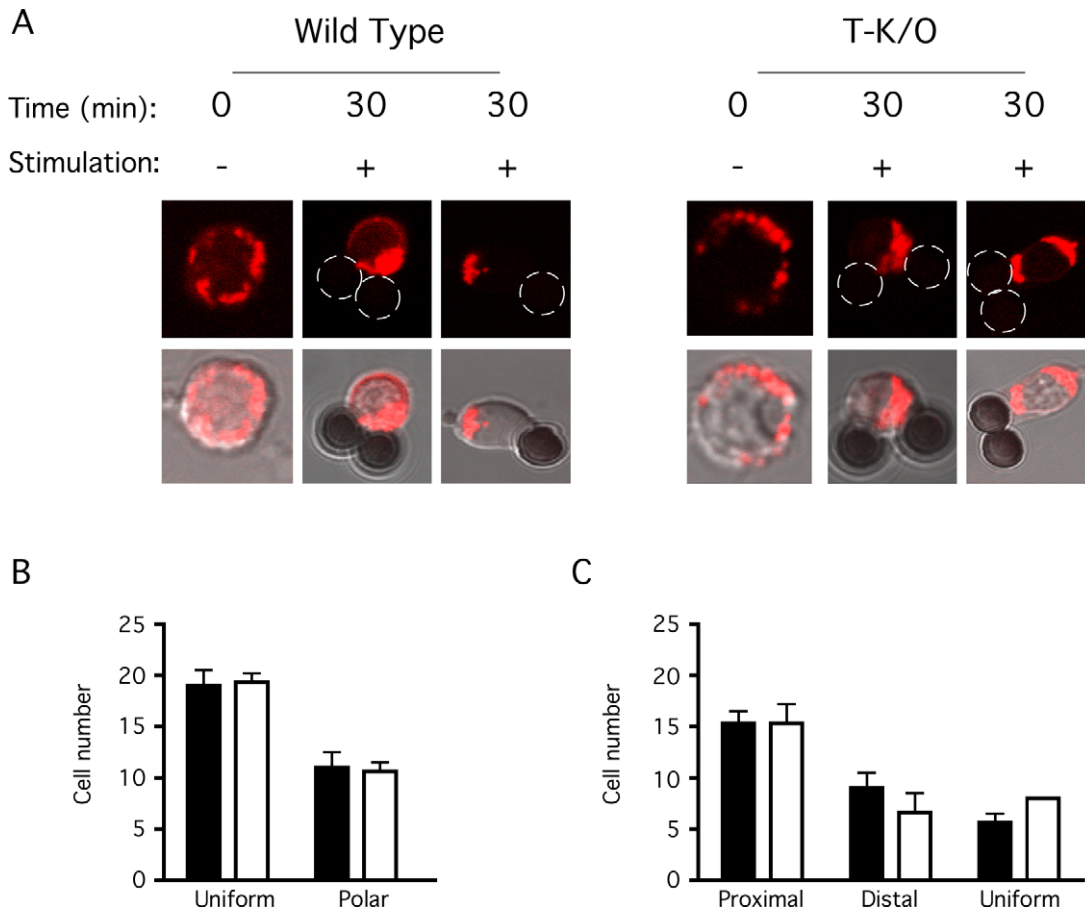 A
Wild Type T-K/O
Time (min): 0 30 30 0 30 30
Stimulation: - + + - + +
B
25
20
15
10
5
0
Cell number
Uniform Polar
C
25
20
15
10
5
0
Cell number
Proximal Distal Uniform